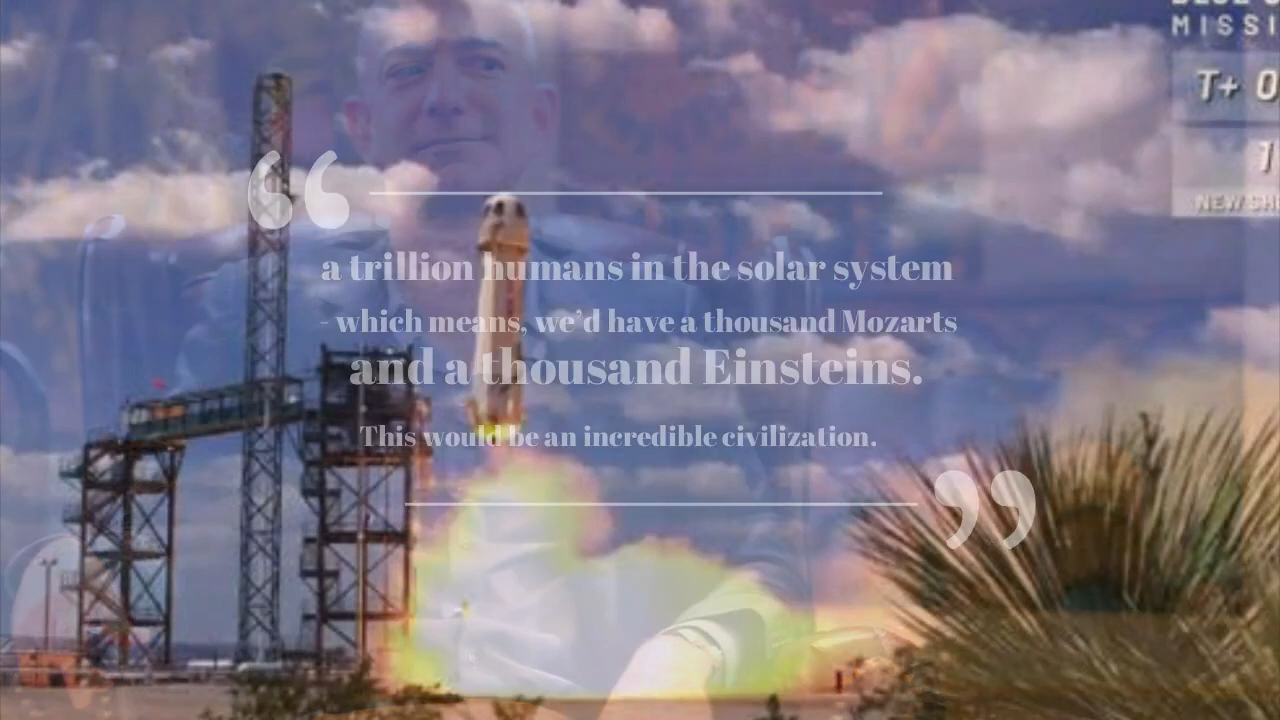 MISSI
T+ 0
NEW SH
“
a trillion humans in the solar system
- which means, we’d have a thousand Mozarts
and a thousand Einsteins.
This would be an incredible civilization.
”